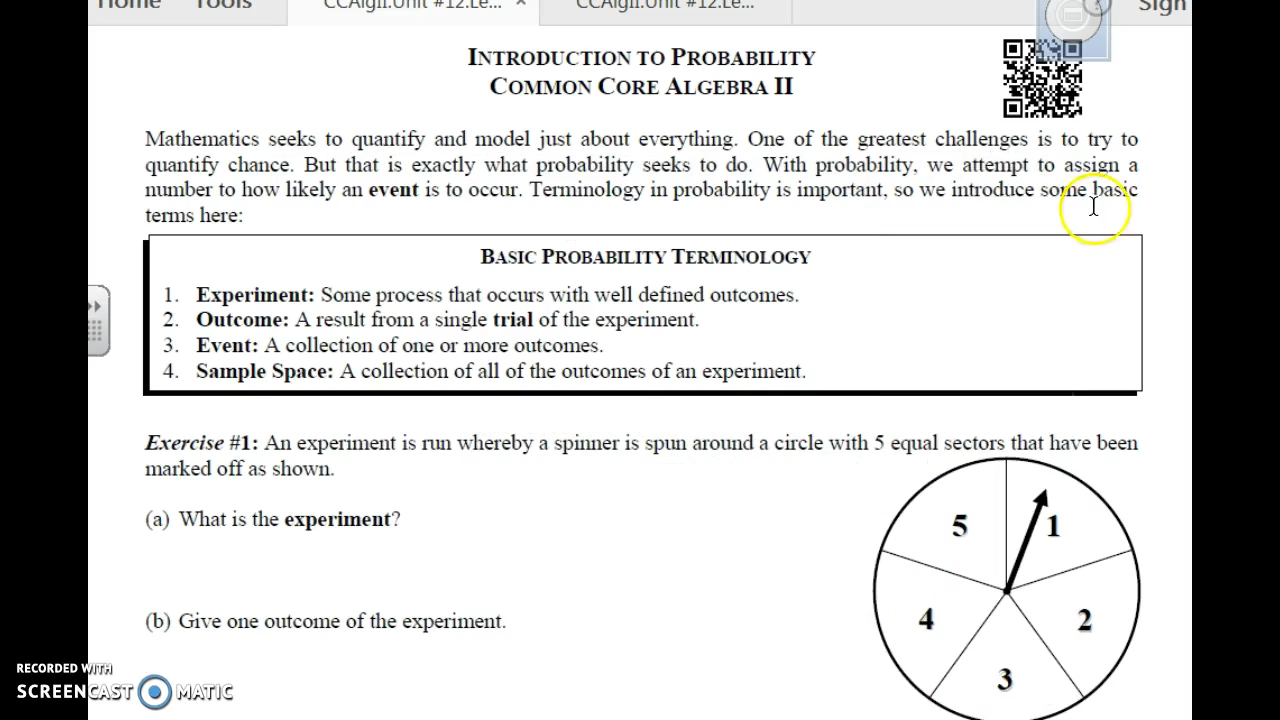 Home Tools CCAlgII.Unit #12.Le... × CCAlgII.Unit #12.Le... ? Sign
INTRODUCTION TO PROBABILITY
COMMON CORE ALGEBRA II
Mathematics seeks to quantify and model just about everything. One of the greatest challenges is to try to
quantify chance. But that is exactly what probability seeks to do. With probability, we attempt to assign a
number to how likely an event is to occur. Terminology in probability is important, so we introduce some basic
terms here:
BASIC PROBABILITY TERMINOLOGY
1. Experiment: Some process that occurs with well defined outcomes.
2. Outcome: A result from a single trial of the experiment.
3. Event: A collection of one or more outcomes.
4. Sample Space: A collection of all of the outcomes of an experiment.
Exercise #1: An experiment is run whereby a spinner is spun around a circle with 5 equal sectors that have been
marked off as shown.
(a) What is the experiment?
(b) Give one outcome of the experiment.
5 1
4 2
3
RECORDED WITH
SCREENCAST MATIC